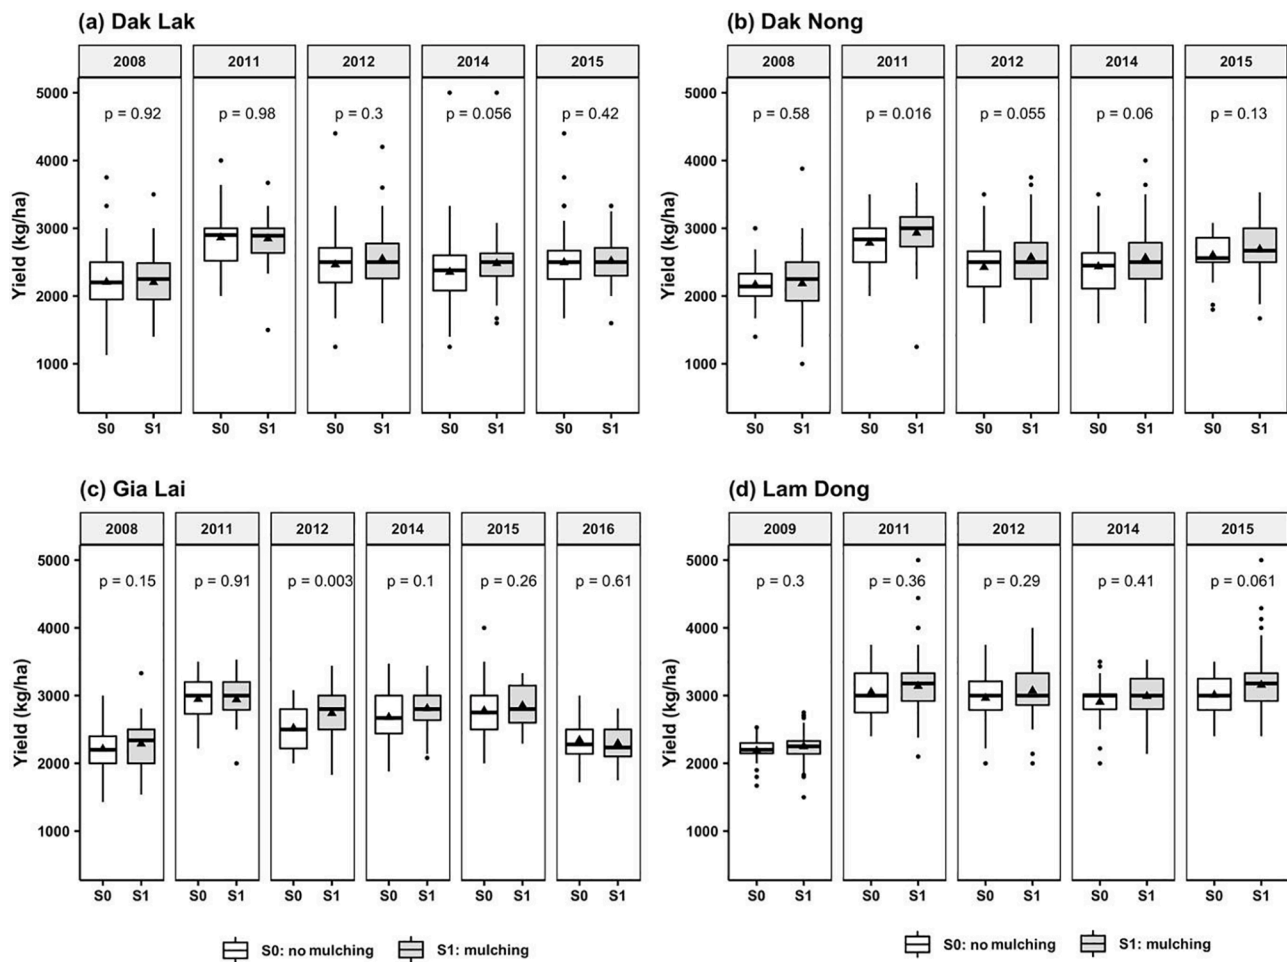 (a) Dak Lak
2008 2011 2012 2014 2015
p = 0.92 p = 0.98 p = 0.3 p = 0.056 p = 0.42
Yield (kg/ha)
5000
4000
3000
2000
1000
S0 S1 S0 S1 S0 S1 S0 S1 S0 S1
(b) Dak Nong
2008 2011 2012 2014 2015
p = 0.58 p = 0.016 p = 0.055 p = 0.06 p = 0.13
Yield (kg/ha)
5000
4000
3000
2000
1000
S0 S1 S0 S1 S0 S1 S0 S1 S0 S1
(c) Gia Lai
2008 2011 2012 2014 2015 2016
p = 0.15 p = 0.91 p = 0.003 p = 0.1 p = 0.26 p = 0.61
Yield (kg/ha)
5000
4000
3000
2000
1000
S0 S1 S0 S1 S0 S1 S0 S1 S0 S1 S0 S1
S0: no mulching S1: mulching
(d) Lam Dong
2009 2011 2012 2014 2015
p = 0.3 p = 0.36 p = 0.29 p = 0.41 p = 0.061
Yield (kg/ha)
5000
4000
3000
2000
1000
S0 S1 S0 S1 S0 S1 S0 S1 S0 S1
S0: no mulching S1: mulching